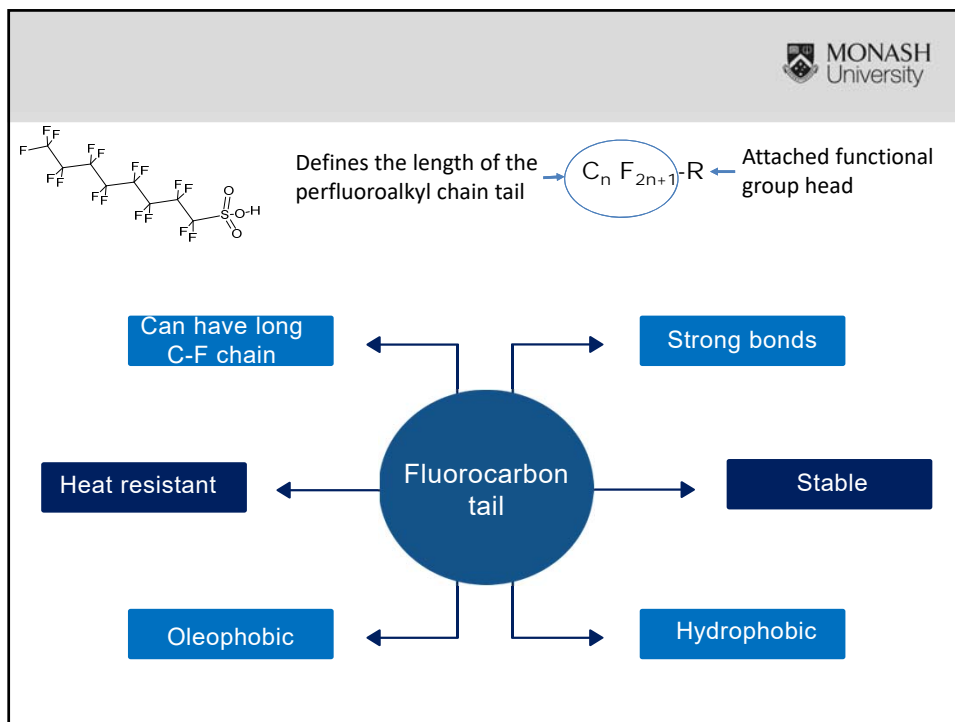 MONASH
University
F F
F
F F
F F
F F
F F
F F
F F
F F
F F
O
S-O-H
O
Defines the length of the
perfluoroalkyl chain tail
Cn F2n+1-R
Attached functional
group head
Can have long
C-F chain
Strong bonds
Heat resistant
Fluorocarbon
tail
Stable
Oleophobic
Hydrophobic